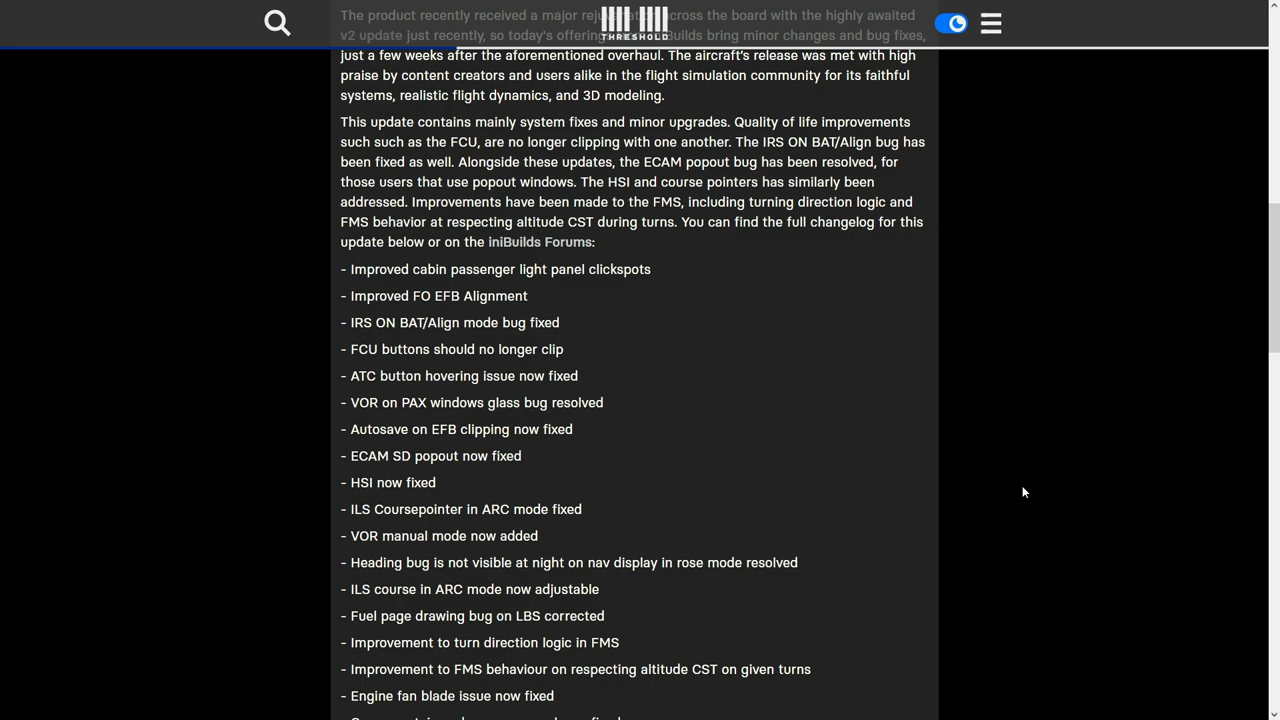 The product recently received a major rejuvenation across the board with the highly awaited
THRESHOLD
v2 update just recently, so today's offering iniBuilds bring minor changes and bug fixes,
just a few weeks after the aforementioned overhaul. The aircraft's release was met with high
praise by content creators and users alike in the flight simulation community for its faithful
systems, realistic flight dynamics, and 3D modeling.
This update contains mainly system fixes and minor upgrades. Quality of life improvements
such such as the FCU, are no longer clipping with one another. The IRS ON BAT/Align bug has
been fixed as well. Alongside these updates, the ECAM popout bug has been resolved, for
those users that use popout windows. The HSI and course pointers has similarly been
addressed. Improvements have been made to the FMS, including turning direction logic and
FMS behavior at respecting altitude CST during turns. You can find the full changelog for this
update below or on the iniBuilds Forums:
- Improved cabin passenger light panel clickspots
- Improved FO EFB Alignment
- IRS ON BAT/Align mode bug fixed
- FCU buttons should no longer clip
- ATC button hovering issue now fixed
- VOR on PAX windows glass bug resolved
- Autosave on EFB clipping now fixed
- ECAM SD popout now fixed
- HSI now fixed
- ILS Coursepointer in ARC mode fixed
- VOR manual mode now added
- Heading bug is not visible at night on nav display in rose mode resolved
- ILS course in ARC mode now adjustable
- Fuel page drawing bug on LBS corrected
- Improvement to turn direction logic in FMS
- Improvement to FMS behaviour on respecting altitude CST on given turns
- Engine fan blade issue now fixed